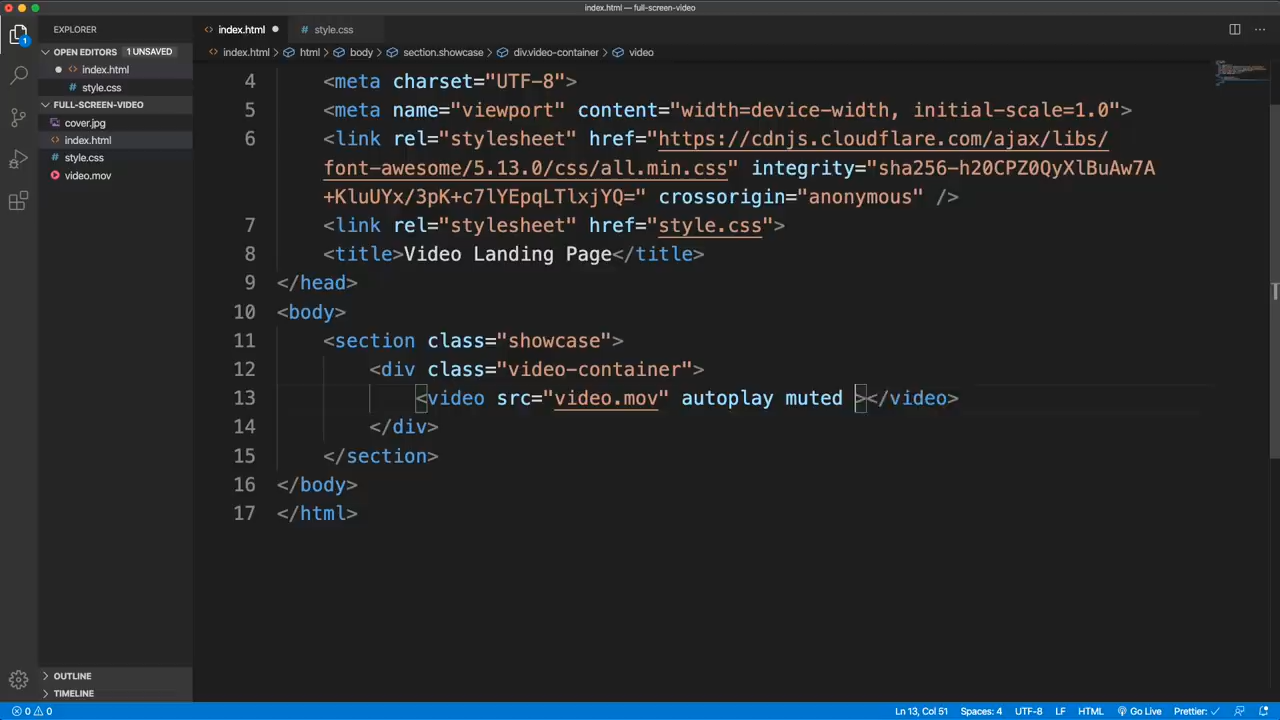 index.html — full-screen-video
EXPLORER
index.html
# style.css
OPEN EDITORS 1 UNSAVED
index.html > html > body > section.showcase > div.video-container > video
index.html
# style.css
FULL-SCREEN-VIDEO
cover.jpg
index.html
# style.css
video.mov
1
4 <meta charset="UTF-8">
5 <meta name="viewport" content="width=device-width, initial-scale=1.0">
6 <link rel="stylesheet" href="https://cdnjs.cloudflare.com/ajax/libs/
font-awesome/5.13.0/css/all.min.css" integrity="sha256-h20CPZ0QyXlBuAw7A
+KluUYx/3pK+c7lYEpqLTlxjYQ=" crossorigin="anonymous" />
7 <link rel="stylesheet" href="style.css">
8 <title>Video Landing Page</title>
9 </head>
10 <body>
11 <section class="showcase">
12 <div class="video-container">
13 <video src="video.mov" autoplay muted ></video>
14 </div>
15 </section>
16 </body>
17 </html>
OUTLINE
TIMELINE
0 0 Ln 13, Col 51 Spaces: 4 UTF-8 LF HTML Go Live Prettier: ✓